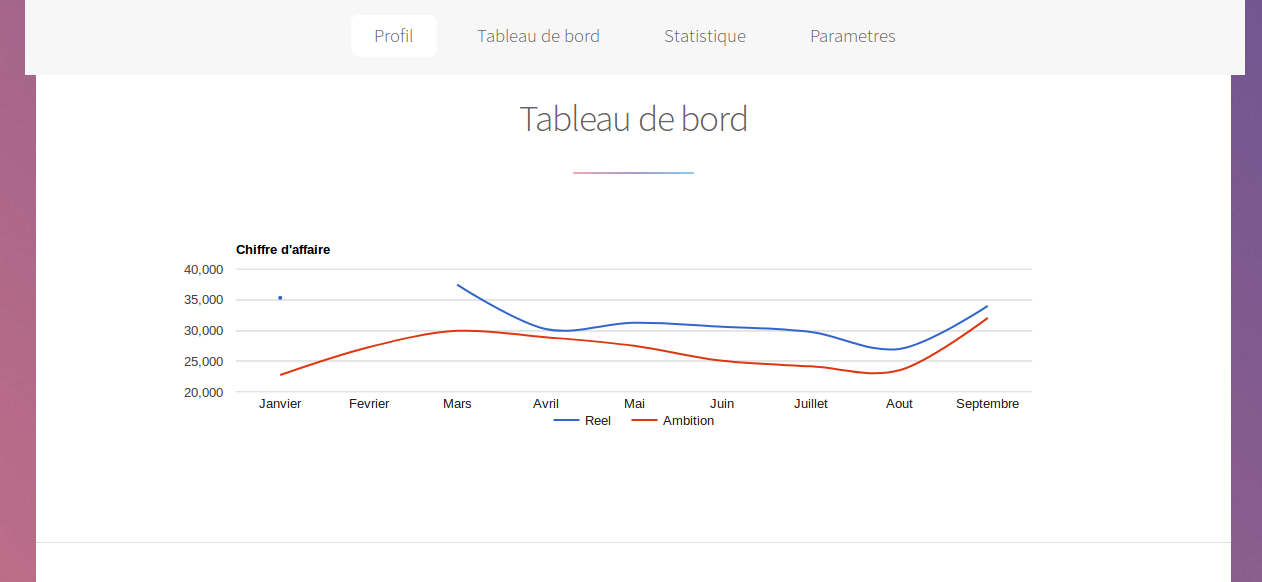 Profil Tableau de bord Statistique Parametres
Tableau de bord
Chiffre d'affaire
40,000
35,000
30,000
25,000
20,000
Janvier Fevrier Mars Avril Mai Juin Juillet Aout Septembre
Reel Ambition